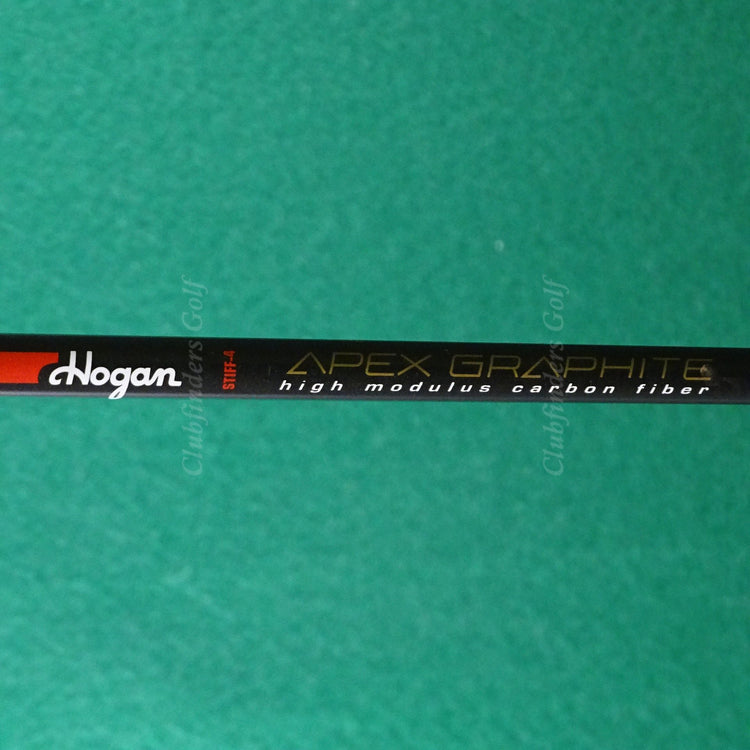 Hogan
STIFF-4
APEX GRAPHITE
high modulus carbon fiber
Clubfinders Golf
Clubfinders Golf